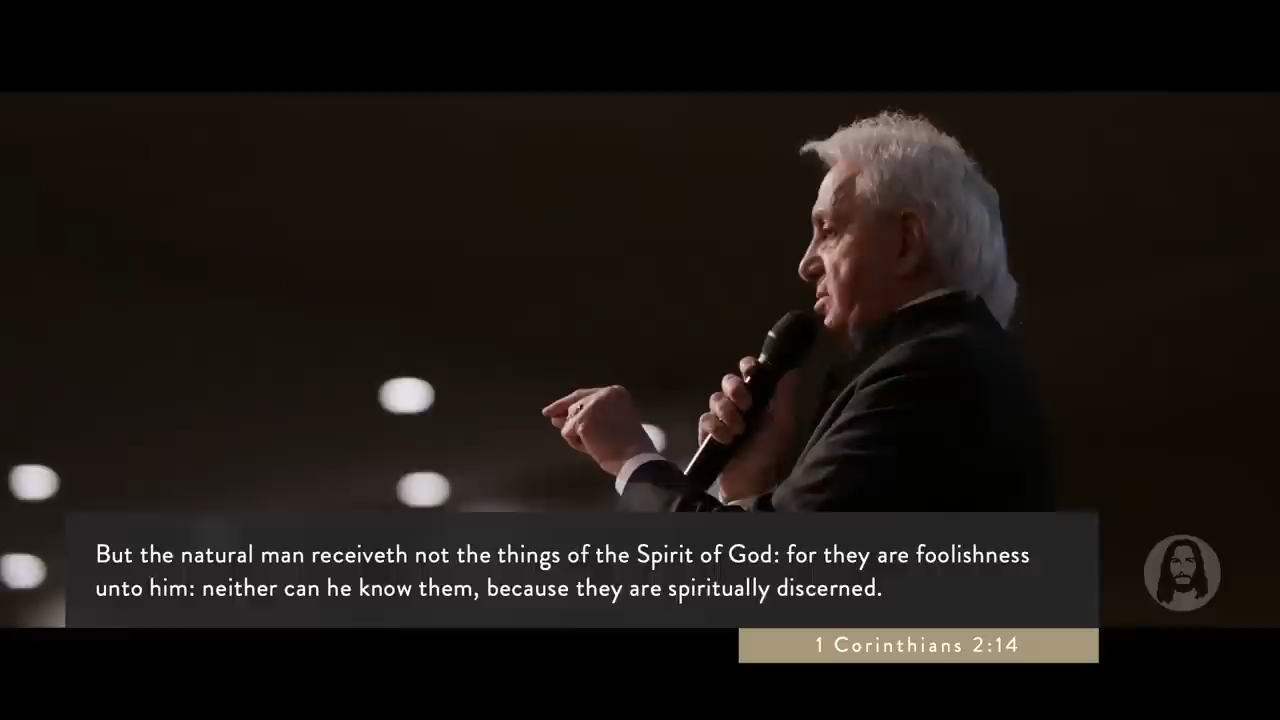 But the natural man receiveth not the things of the Spirit of God: for they are foolishness
unto him: neither can he know them, because they are spiritually discerned.
1 Corinthians 2:14